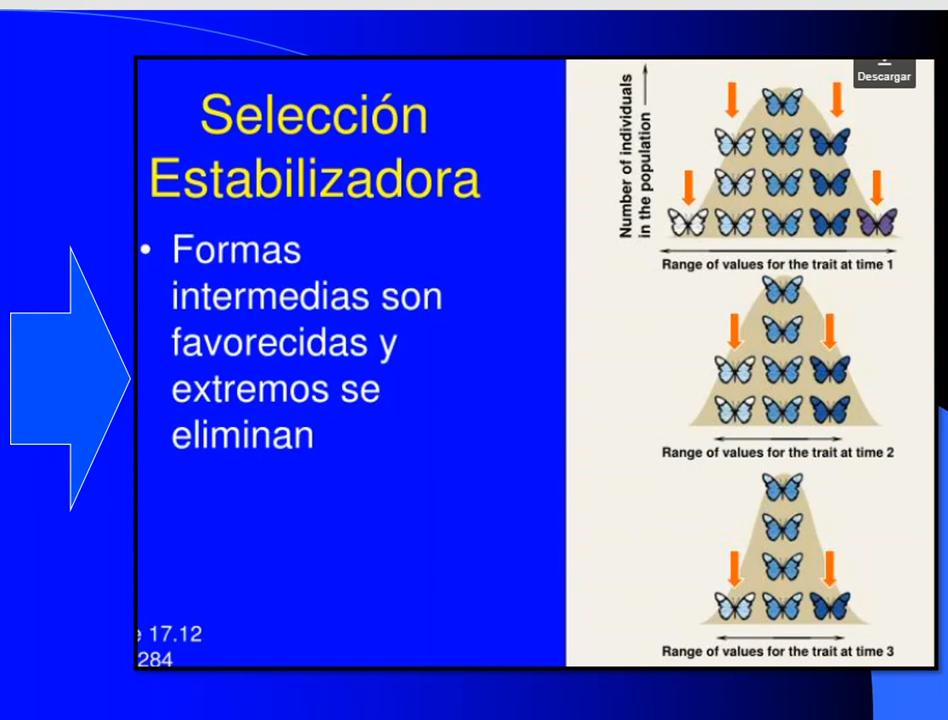 Selección
Estabilizadora
• Formas
intermedias son
favorecidas y
extremos se
eliminan
17.12
284
Descargar
Number of individuals
in the population
Range of values for the trait at time 1
Range of values for the trait at time 2
Range of values for the trait at time 3